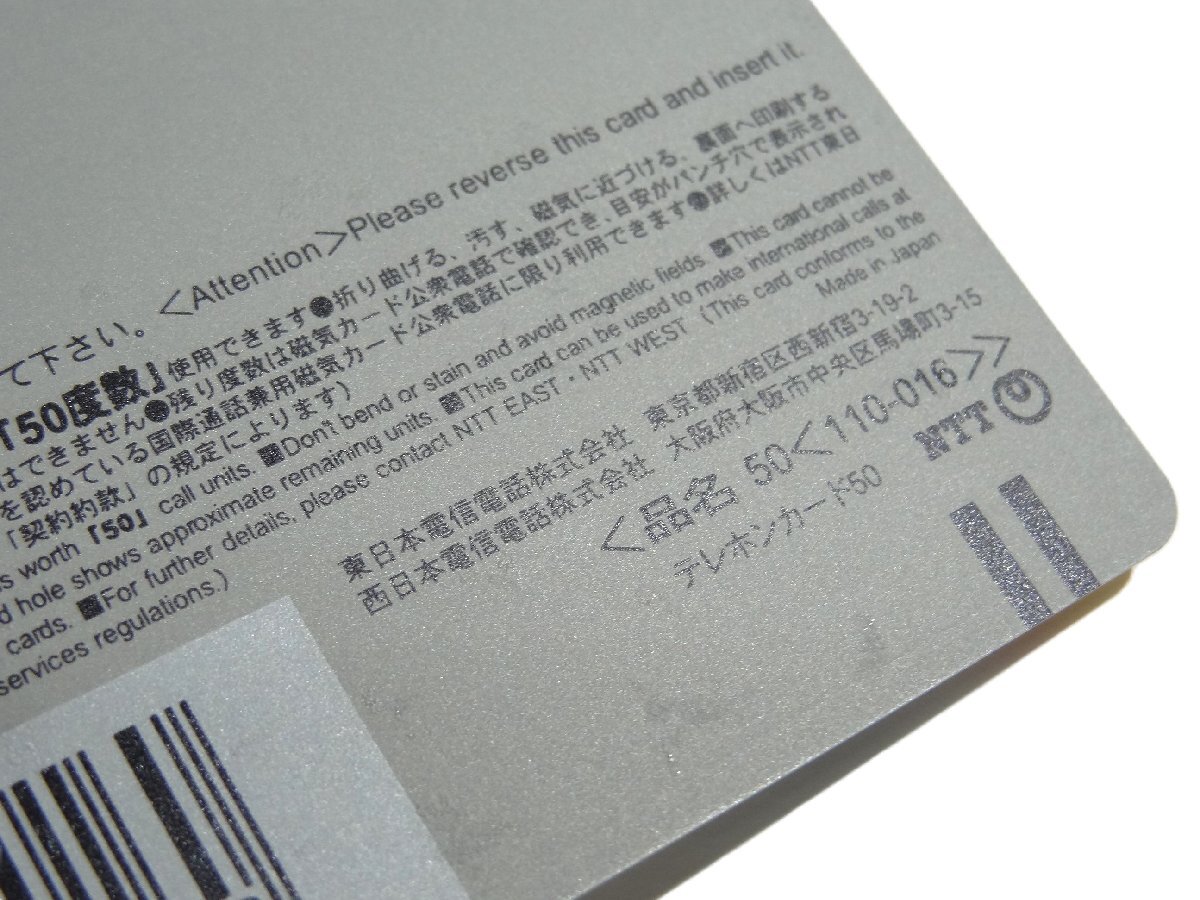 て下さい。<Attention>Please reverse this card and insert it.
「50度数」使用できます●折り曲げる、汚す、磁気に近づける、裏面へ印刷する
はできません●残り度数は磁気カード公衆電話で確認でき、目安がパンチ穴で表示され
を認めている国際通話兼用磁気カード公衆電話に限り利用できます●詳しくはNTT東日
「契約約款」の規定によります)
s worth「50」call units. ■Don't bend or stain and avoid magnetic fields ■This card cannot be
d hole shows approximate remaining units. ■This card can be used to make international calls at
cards. ■For further details, please contact NTT EAST・NTT WEST (This card conforms to the
services regulations.)
Made in Japan
東日本電信電話株式会社 東京都新宿区西新宿3-19-2
西日本電信電話株式会社 大阪府大阪市中央区馬場町3-15
<品名 50<110-016>>
テレホンカード50
NTT